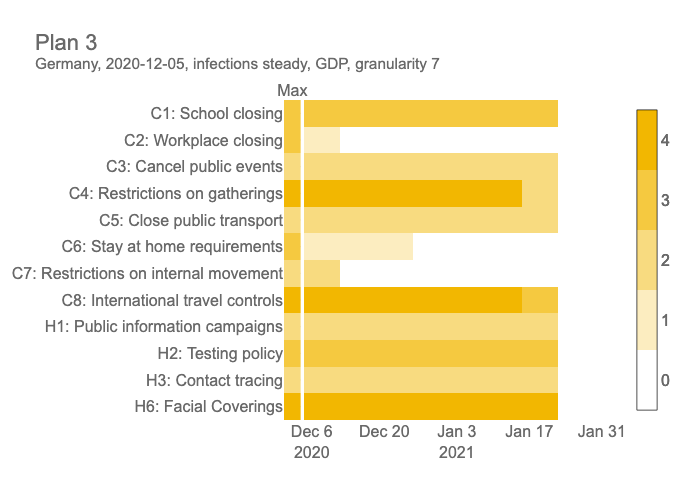 Plan 3
Germany, 2020-12-05, infections steady, GDP, granularity 7
Max
C1: School closing
C2: Workplace closing
C3: Cancel public events
C4: Restrictions on gatherings
C5: Close public transport
C6: Stay at home requirements
C7: Restrictions on internal movement
C8: International travel controls
H1: Public information campaigns
H2: Testing policy
H3: Contact tracing
H6: Facial Coverings
Dec 6 Dec 20 Jan 3 Jan 17 Jan 31
2020 2021
4
3
2
1
0